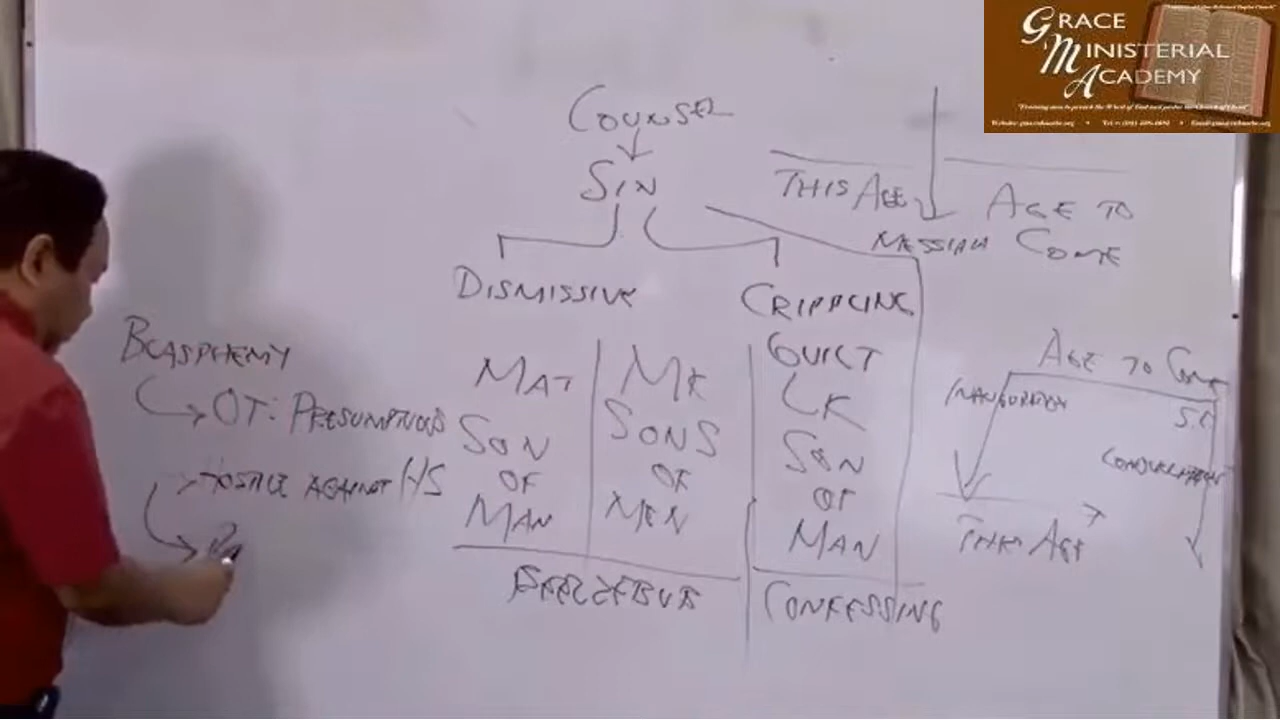 GRACE
MINISTERIAL
ACADEMY
COUNSEL
SIN
THIS AGE
AGE TO
COME
MESSIAH
DISMISSIVE
CRIPPLING
GUILT
BLASPHEMY
OT: PRESUMPTUOUS
HOSTILE AGAINST H/S
MAT
SON
OF
MAN
MK
SONS
OF
MEN
LK
SON
OF
MAN
BEELZEBUB
CONFESSING
AGE TO COME
INAUGURATION
S.C.
CONSUMMATION
THIS AGE